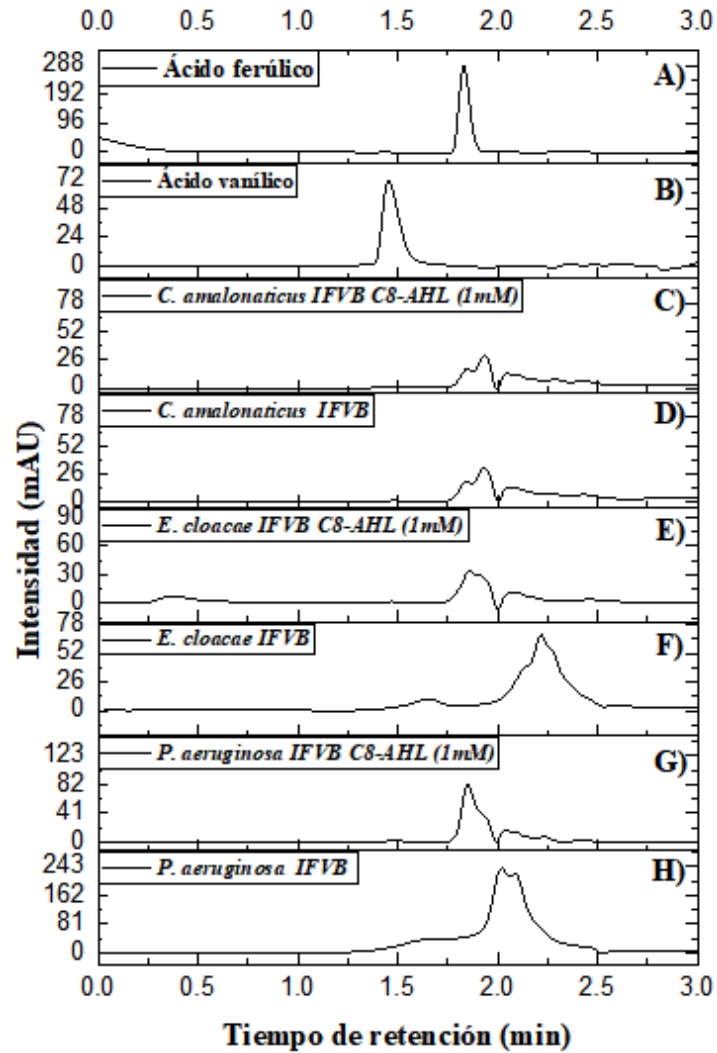 0.0 0.5 1.0 1.5 2.0 2.5 3.0
288
192
96
0
Ácido ferúlico
A)
72
48
24
0
Ácido vanílico
B)
78
52
26
0
C. amalonaticus IFVB C8-AHL (1mM)
C)
78
52
26
0
C. amalonaticus IFVB
D)
90
60
30
0
E. cloacae IFVB C8-AHL (1mM)
E)
78
52
26
0
E. cloacae IFVB
F)
123
82
41
0
P. aeruginosa IFVB C8-AHL (1mM)
G)
243
162
81
0
P. aeruginosa IFVB
H)
Intensidad (mAU)
0.0 0.5 1.0 1.5 2.0 2.5 3.0
Tiempo de retención (min)